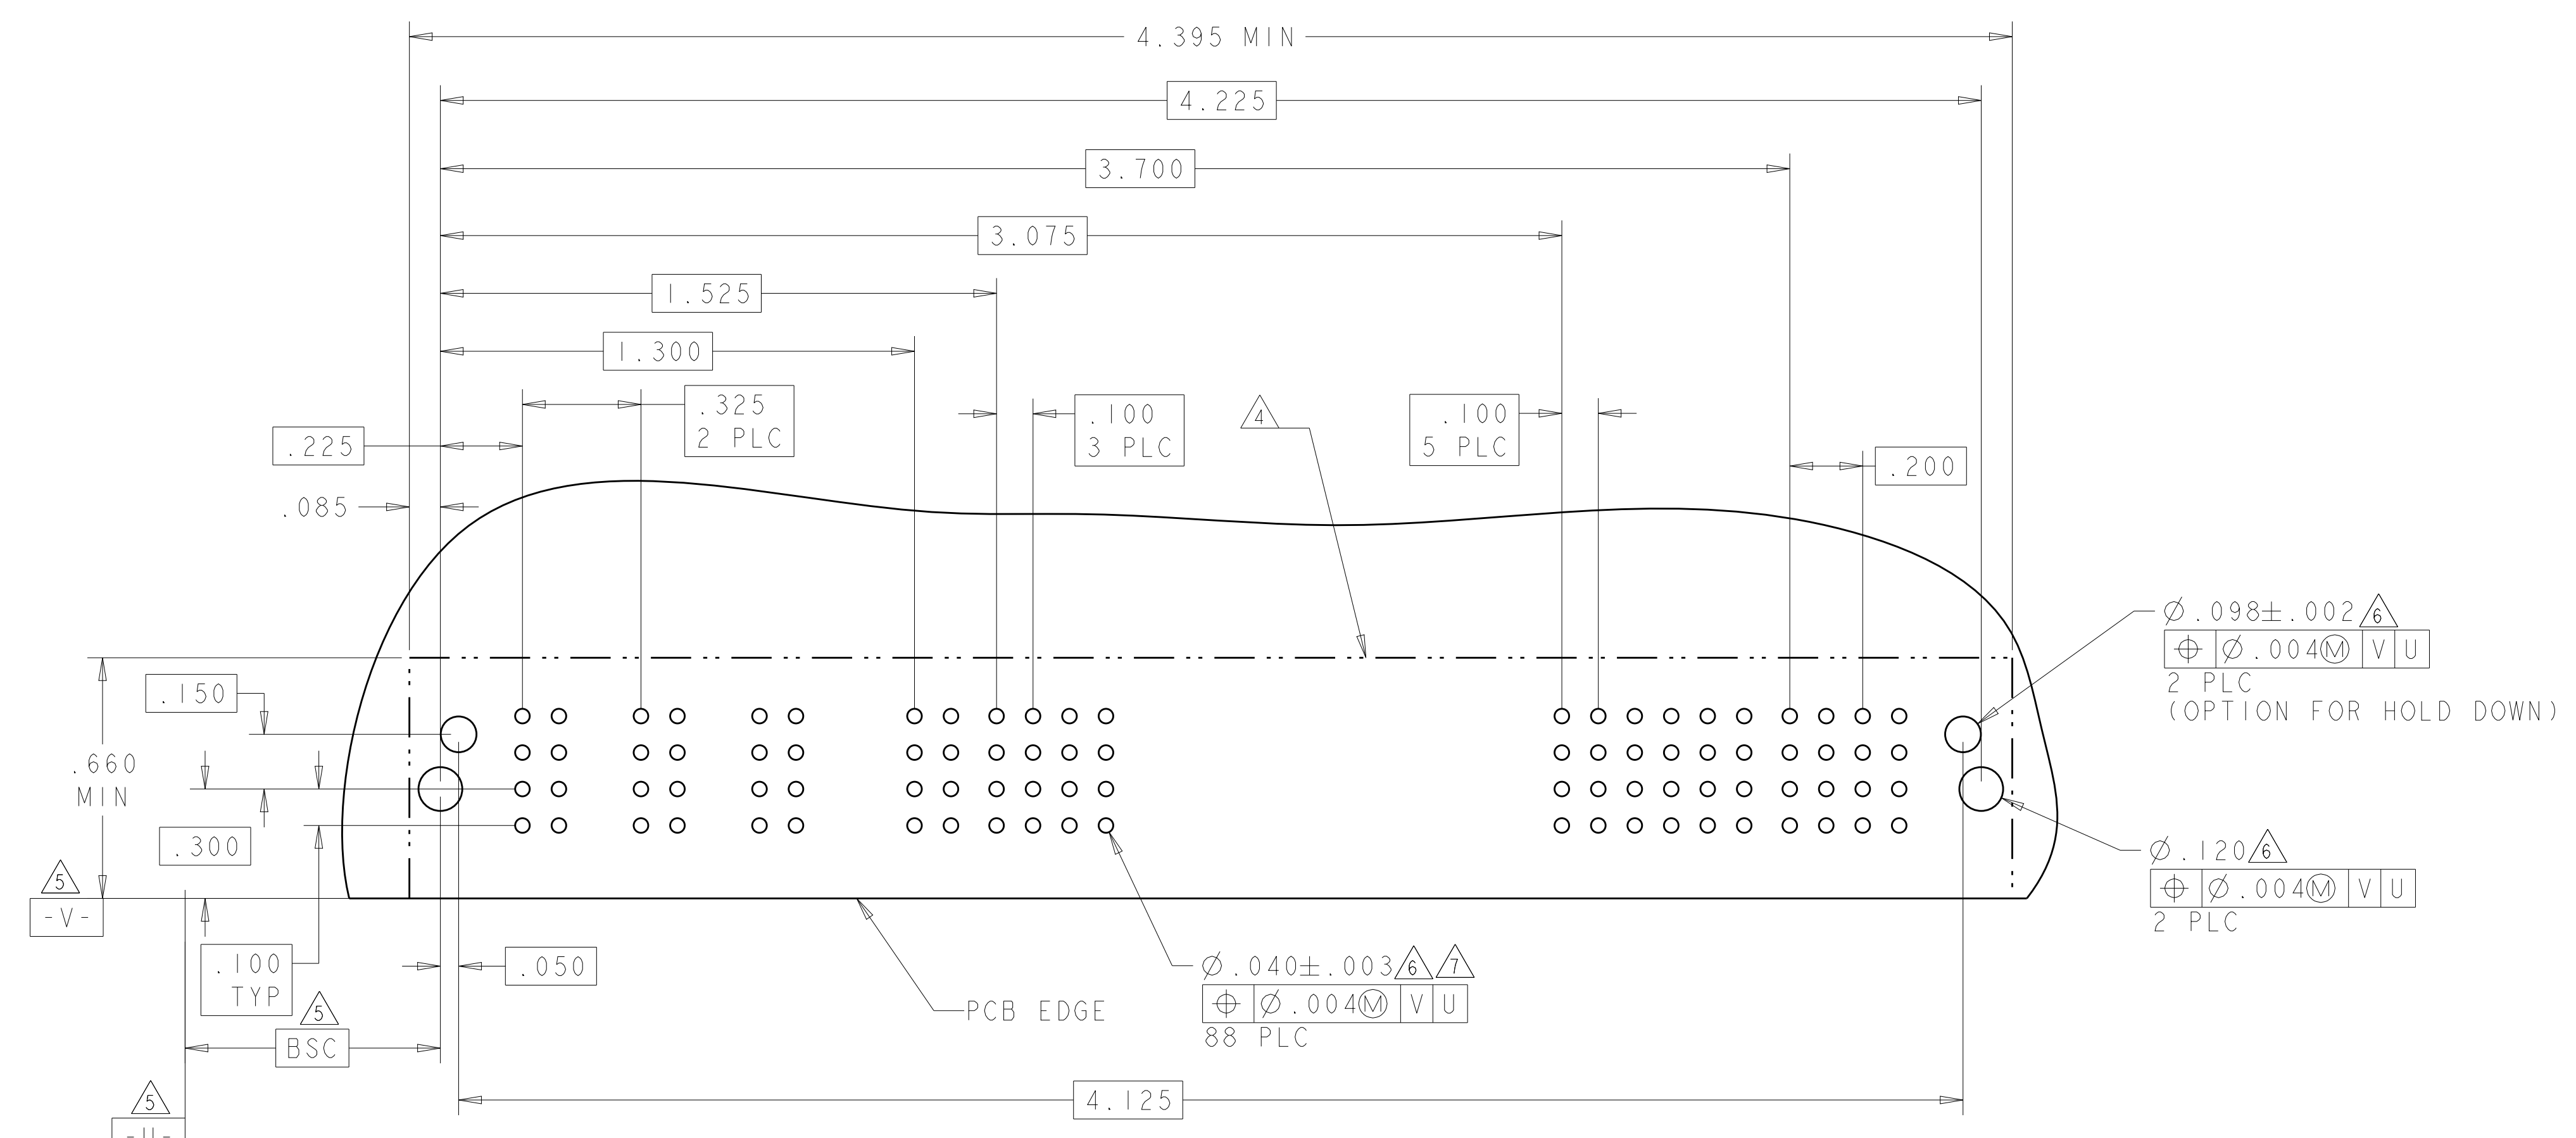 4.395 MIN
4.225
3.700
3.075
1.525
1.300
.325
2 PLC
.100
3 PLC
4
.100
5 PLC
.225
.200
.085
Ø.098±.002 6
⌖ Ø.004Ⓜ V U
2 PLC
(OPTION FOR HOLD DOWN)
.150
.660
MIN
.300
Ø.120 6
⌖ Ø.004Ⓜ V U
2 PLC
5
-V-
.100
TYP
.050
Ø.040±.003 6 7
⌖ Ø.004Ⓜ V U
88 PLC
PCB EDGE
5
BSC
5
4.125